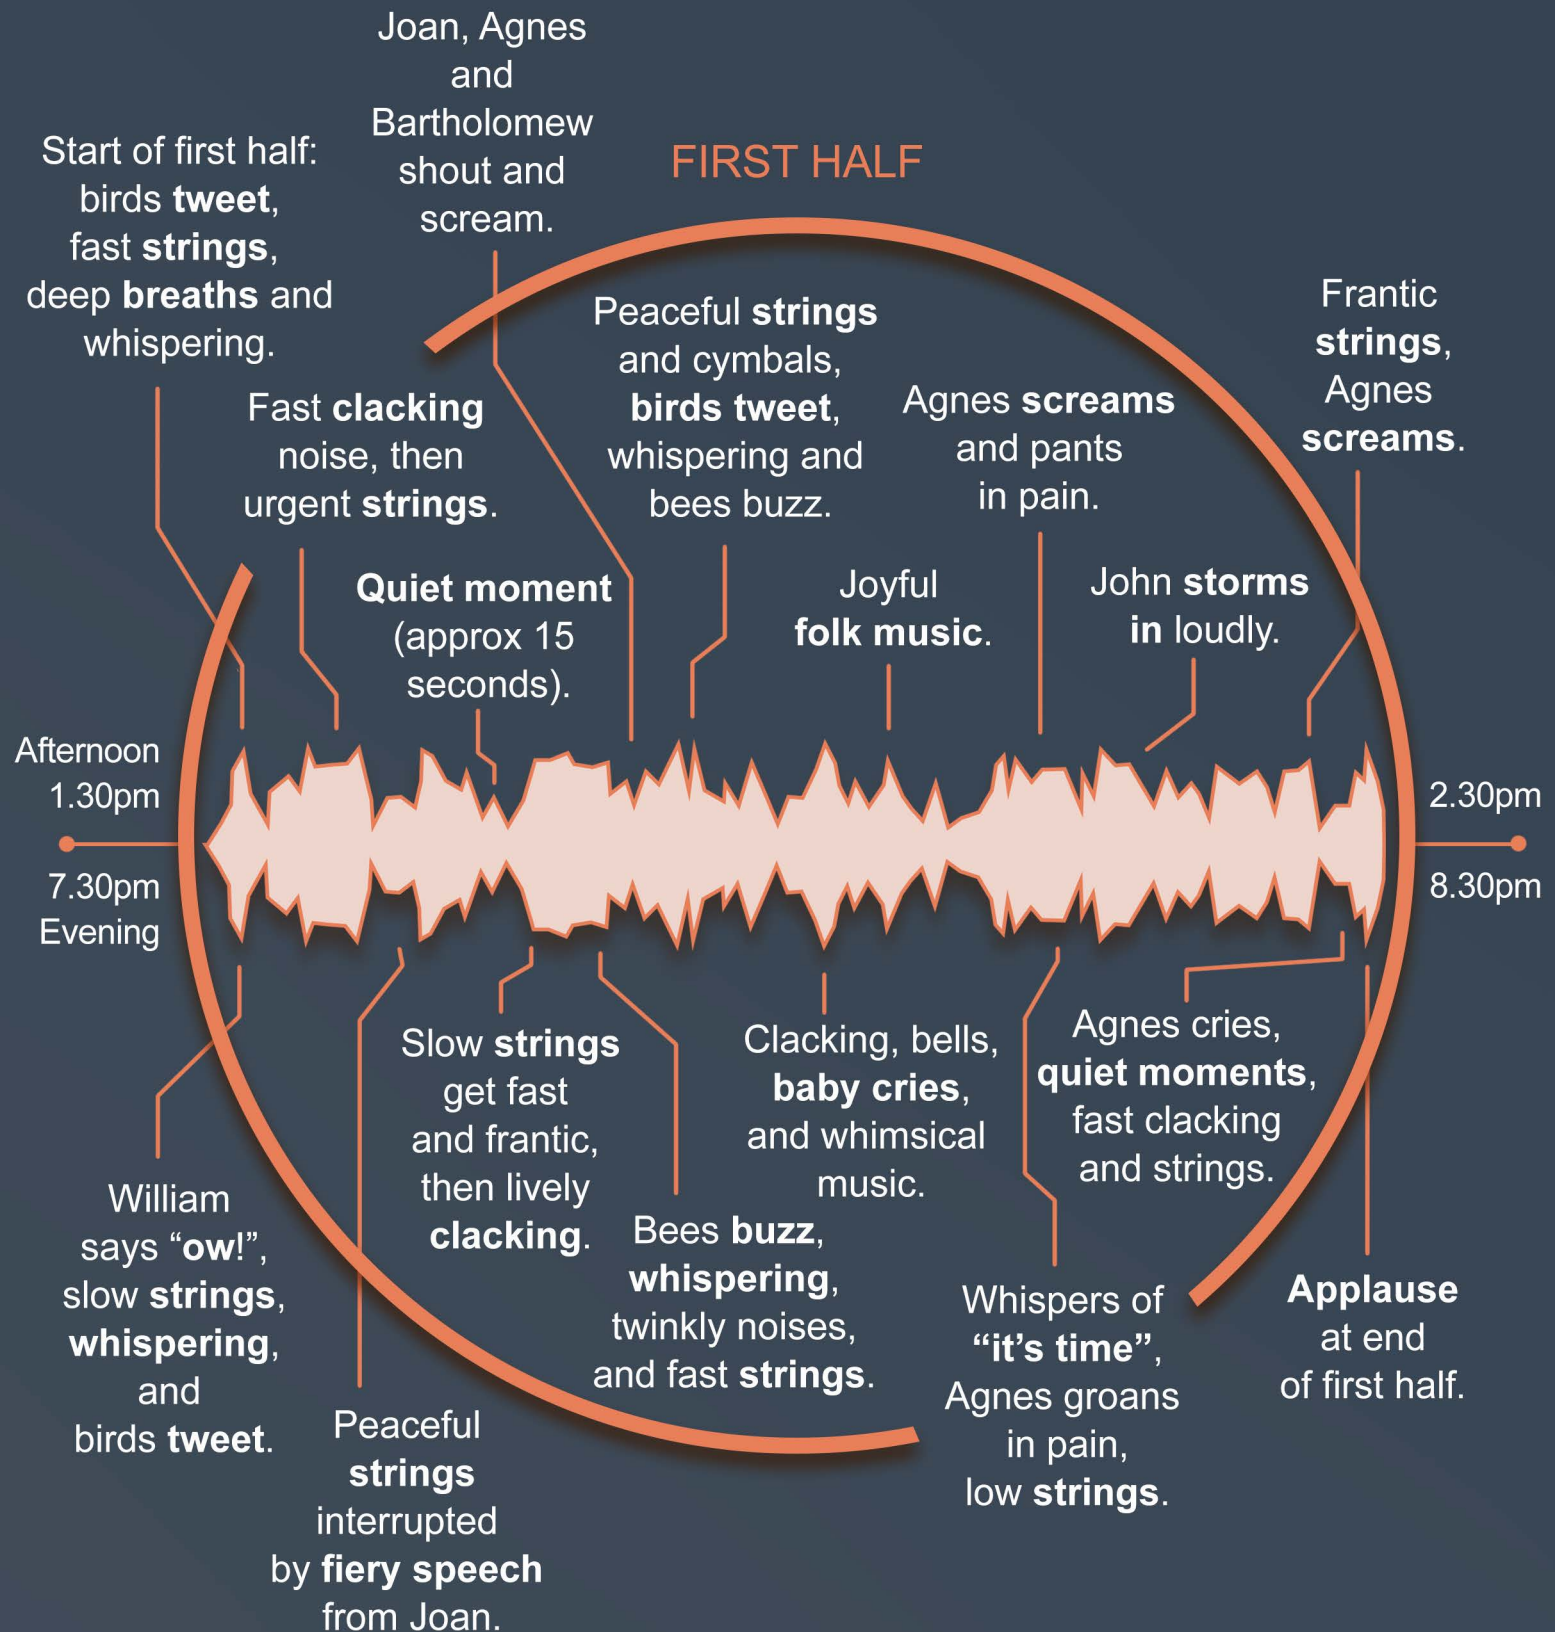 Joan, Agnes
and
Bartholomew
shout and
scream.
FIRST HALF
Start of first half:
birds tweet,
fast strings,
deep breaths and
whispering.
Fast clacking
noise, then
urgent strings.
Quiet moment
(approx 15
seconds).
Peaceful strings
and cymbals,
birds tweet,
whispering and
bees buzz.
Joyful
folk music.
Agnes screams
and pants
in pain.
John storms
in loudly.
Frantic
strings,
Agnes
screams.
Afternoon
1.30pm
7.30pm
Evening
2.30pm
8.30pm
William
says “ow!”,
slow strings,
whispering,
and
birds tweet.
Peaceful
strings
interrupted
by fiery speech
from Joan.
Slow strings
get fast
and frantic,
then lively
clacking.
Bees buzz,
whispering,
twinkly noises,
and fast strings.
Clacking, bells,
baby cries,
and whimsical
music.
Whispers of
“it’s time”,
Agnes groans
in pain,
low strings.
Agnes cries,
quiet moments,
fast clacking
and strings.
Applause
at end
of first half.